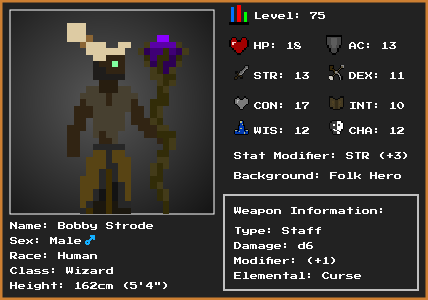 Level: 75
HP: 18 AC: 13
STR: 13 DEX: 11
CON: 17 INT: 10
WIS: 12 CHA: 12
Stat Modifier: STR (+3)
Background: Folk Hero
Name: Bobby Strode
Sex: Male ♂
Race: Human
Class: Wizard
Height: 162cm (5'4")
Weapon Information:
Type: Staff
Damage: d6
Modifier: (+1)
Elemental: Curse